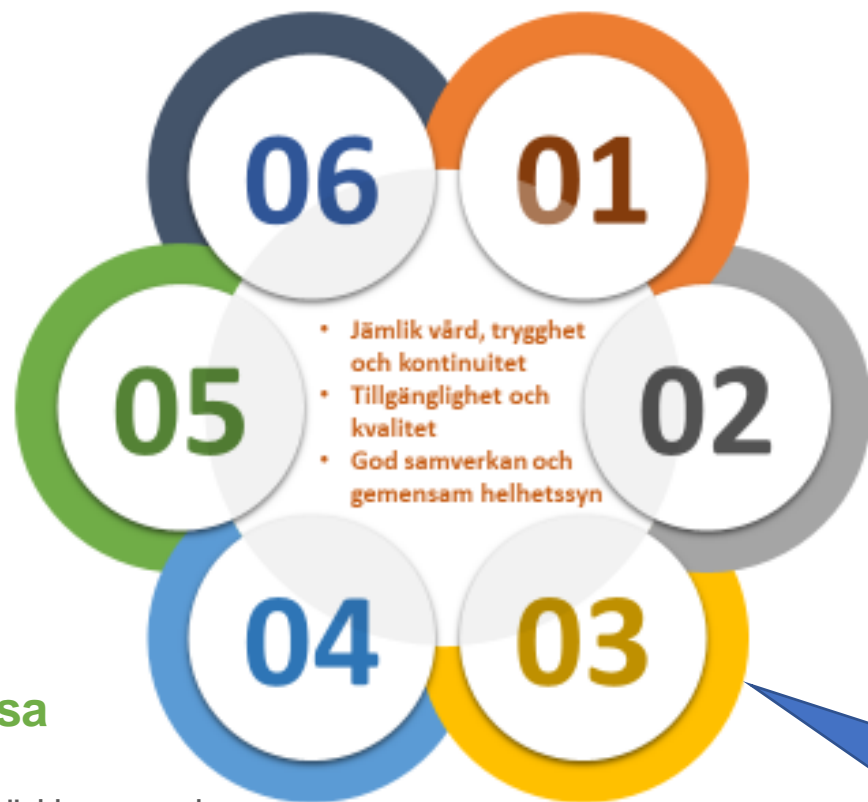 06
01
• Jämlik vård, trygghet
och kontinuitet
• Tillgänglighet och
kvalitet
• God samverkan och
gemensam helhetssyn
05
02
04
03
sa